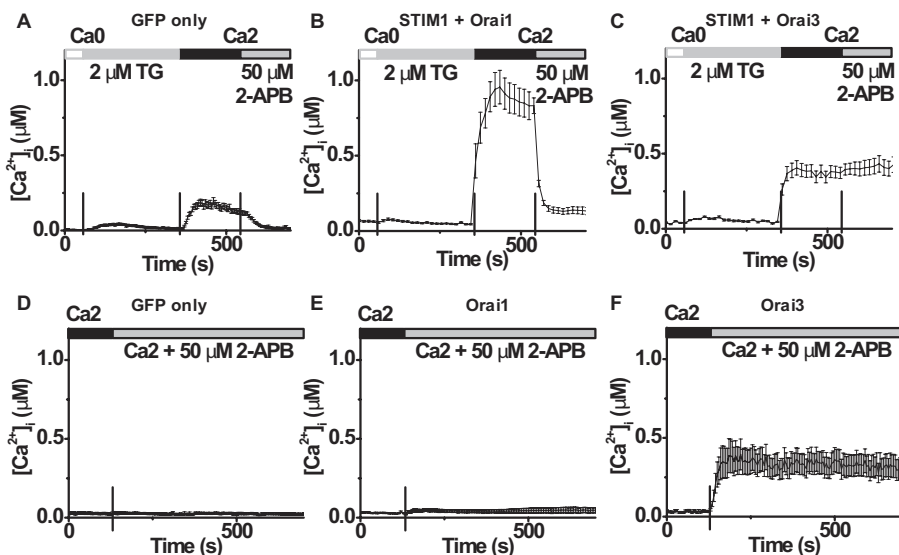 A GFP only
Ca0 Ca2
2 μM TG 50 μM
2-APB
1.0
0.5
0.0
[Ca2+]i (μM)
0 500
Time (s)
B STIM1 + Orai1
Ca0 Ca2
2 μM TG 50 μM
2-APB
1.0
0.5
0.0
[Ca2+]i (μM)
0 500
Time (s)
C STIM1 + Orai3
Ca0 Ca2
2 μM TG 50 μM
2-APB
1.0
0.5
0.0
[Ca2+]i (μM)
0 500
Time (s)
D GFP only
Ca2
Ca2 + 50 μM 2-APB
1.0
0.5
0.0
[Ca2+]i (μM)
0 500
Time (s)
E Orai1
Ca2
Ca2 + 50 μM 2-APB
1.0
0.5
0.0
[Ca2+]i (μM)
0 500
Time (s)
F Orai3
Ca2
Ca2 + 50 μM 2-APB
1.0
0.5
0.0
[Ca2+]i (μM)
0 500
Time (s)